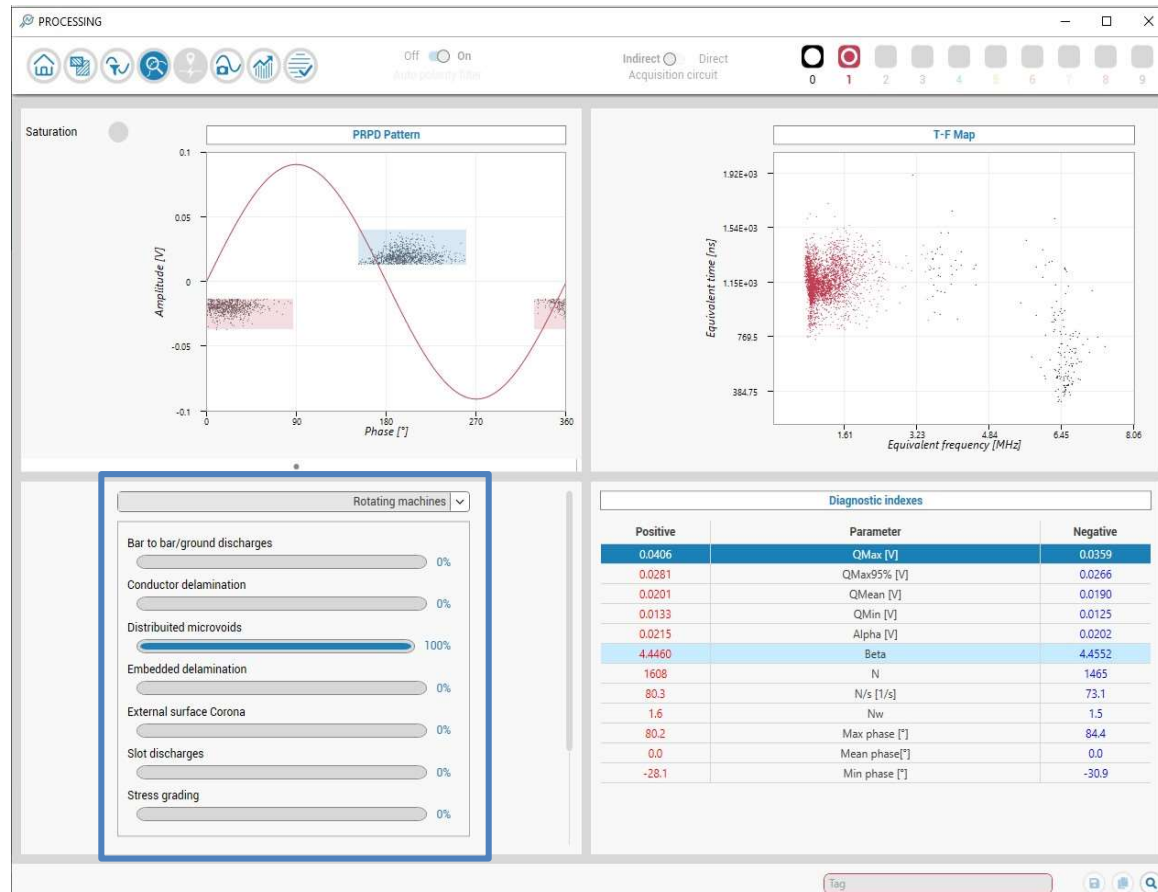 PROCESSING
Off On
Auto polarity filter
Indirect Direct
Acquisition circuit
0 1 2 3 4 5 6 7 8 9
Saturation
PRPD Pattern
0.1
0.05
0
-0.05
-0.1
Amplitude [V]
0 90 180 270 360
Phase [°]
T-F Map
1.92E+03
1.54E+03
1.15E+03
769.5
384.75
Equivalent time [ns]
1.61 3.23 4.84 6.45 8.06
Equivalent frequency [MHz]
Rotating machines
Bar to bar/ground discharges
0%
Conductor delamination
0%
Distribuited microvoids
100%
Embedded delamination
0%
External surface Corona
0%
Slot discharges
0%
Stress grading
0%
Diagnostic indexes
Positive Parameter Negative
0.0406 QMax [V] 0.0359
0.0281 QMax95% [V] 0.0266
0.0201 QMean [V] 0.0190
0.0133 QMin [V] 0.0125
0.0215 Alpha [V] 0.0202
4.4460 Beta 4.4552
1608 N 1465
80.3 N/s [1/s] 73.1
1.6 Nw 1.5
80.2 Max phase [°] 84.4
0.0 Mean phase[°] 0.0
-28.1 Min phase [°] -30.9
Tag